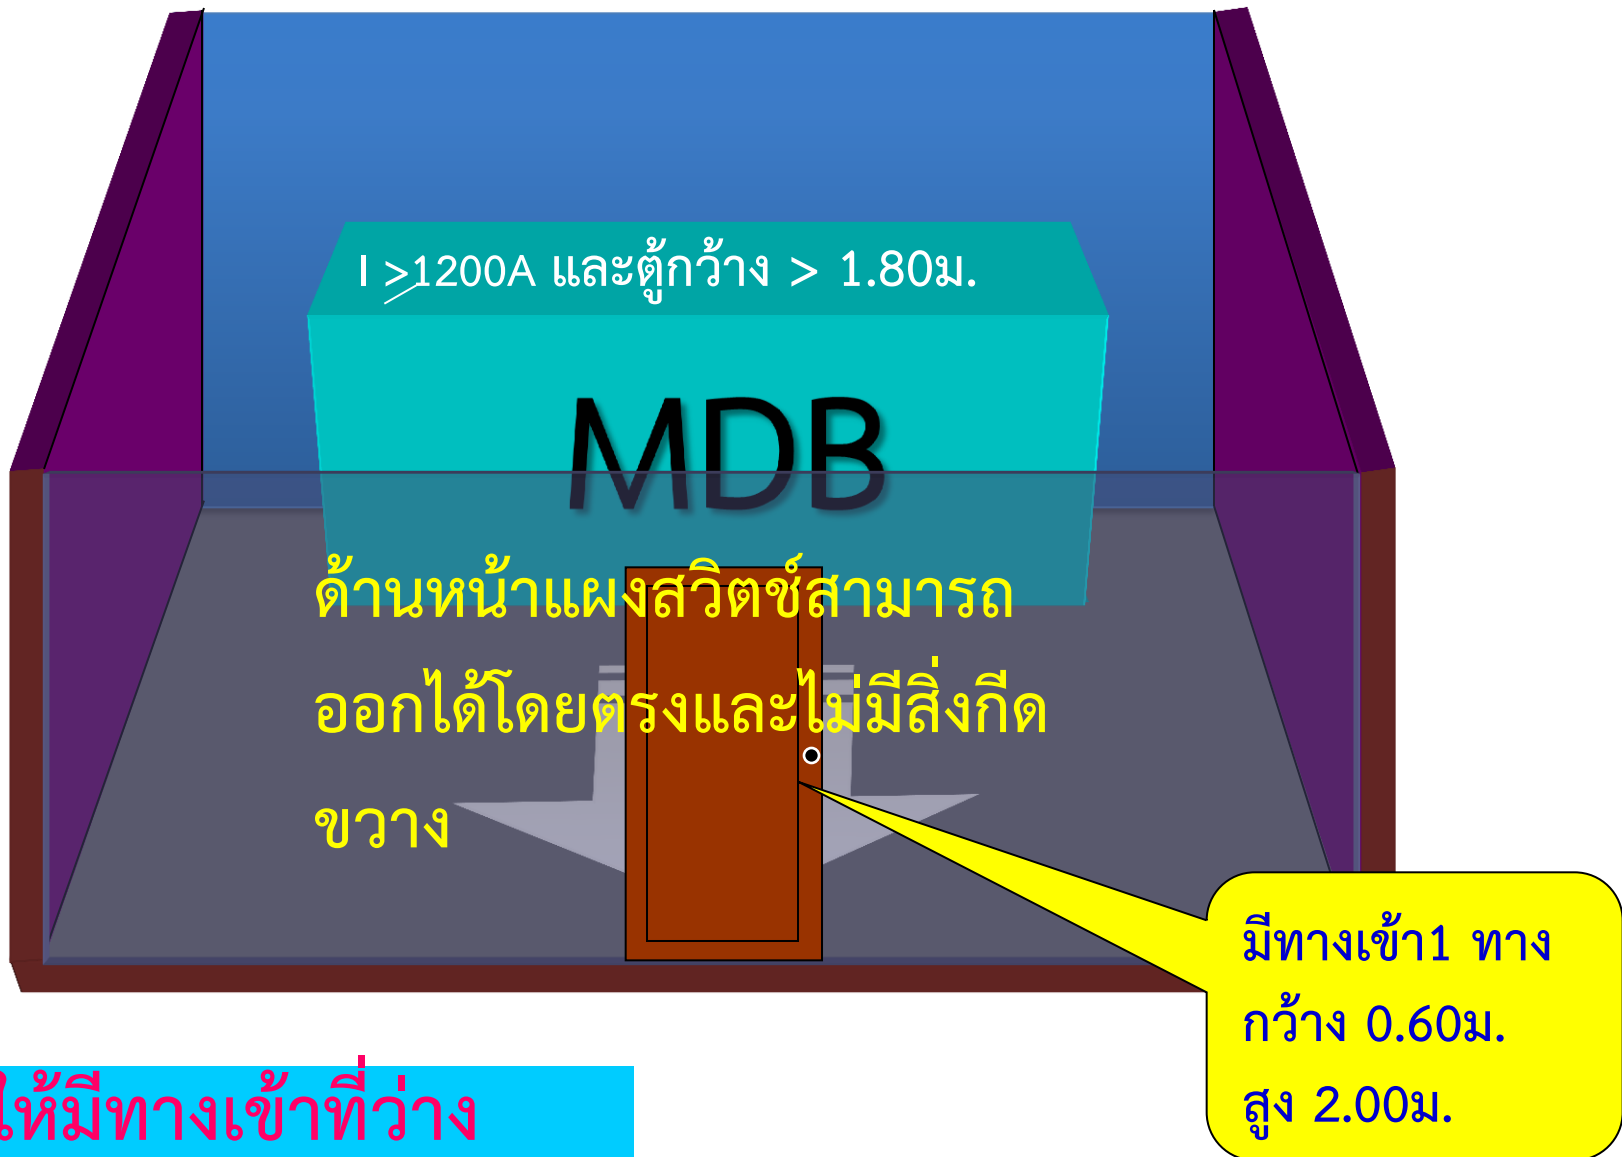 I >1200A และตู้กว้าง > 1.80ม.
MDB
ด้านหน้าแผงสวิตช์สามารถ
ออกได้โดยตรงและไม่มีสิ่งกีด
ขวาง
มีทางเข้า1 ทาง
กว้าง 0.60ม.
สูง 2.00ม.
ให้มีทางเข้าที่ว่าง